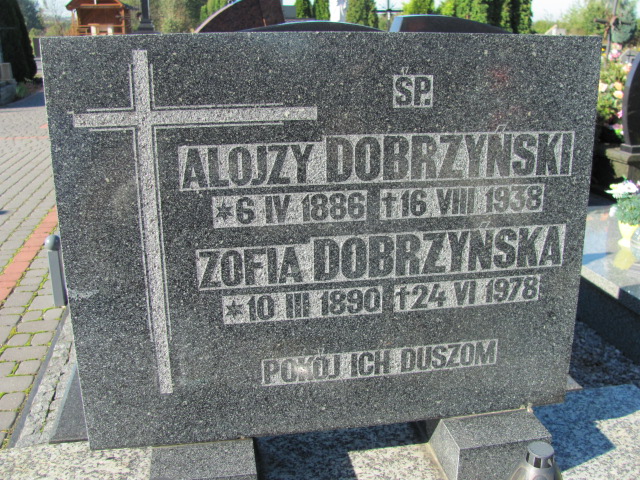 ŚP.
ALOJZY DOBRZYŃSKI
*6 IV 1886 †16 VIII 1938
ZOFIA DOBRZYŃSKA
*10 III 1890 †24 VI 1978
POKÓJ ICH DUSZOM